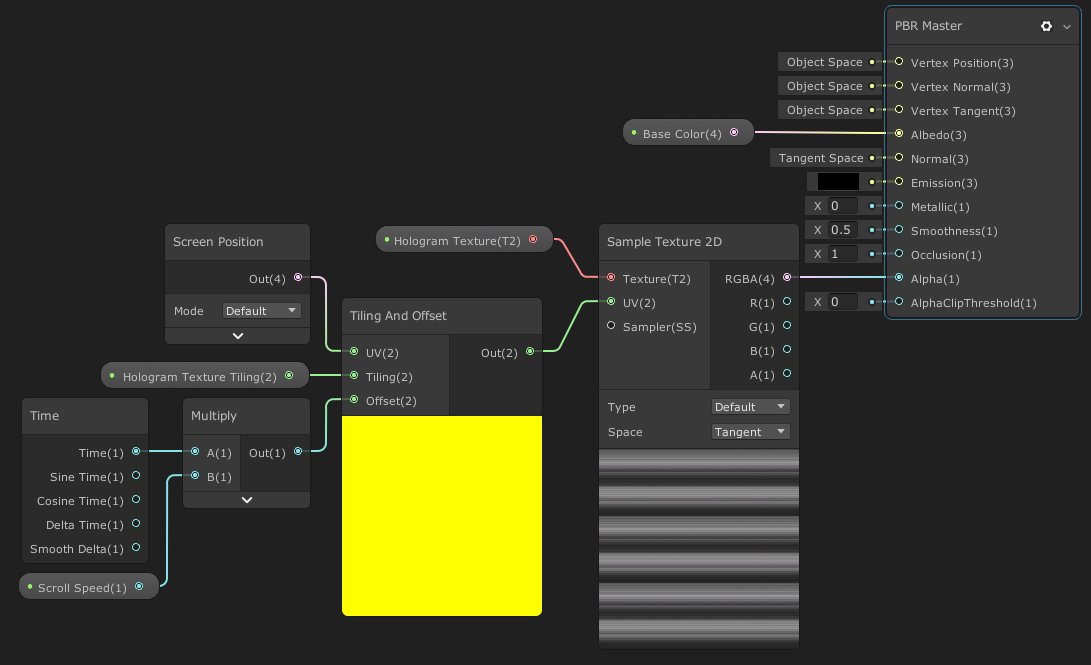 PBR Master
Object Space
Vertex Position(3)
Object Space
Vertex Normal(3)
Object Space
Vertex Tangent(3)
Base Color(4)
Albedo(3)
Tangent Space
Normal(3)
Emission(3)
X 0
Metallic(1)
X 0.5
Smoothness(1)
X 1
Occlusion(1)
Alpha(1)
X 0
AlphaClipThreshold(1)
Screen Position
Out(4)
Mode Default
Hologram Texture(T2)
Sample Texture 2D
Texture(T2) RGBA(4)
UV(2) R(1)
Sampler(SS) G(1)
B(1)
A(1)
Type Default
Space Tangent
Tiling And Offset
UV(2) Out(2)
Tiling(2)
Offset(2)
Hologram Texture Tiling(2)
Time
Time(1)
Sine Time(1)
Cosine Time(1)
Delta Time(1)
Smooth Delta(1)
Multiply
A(1) Out(1)
B(1)
Scroll Speed(1)